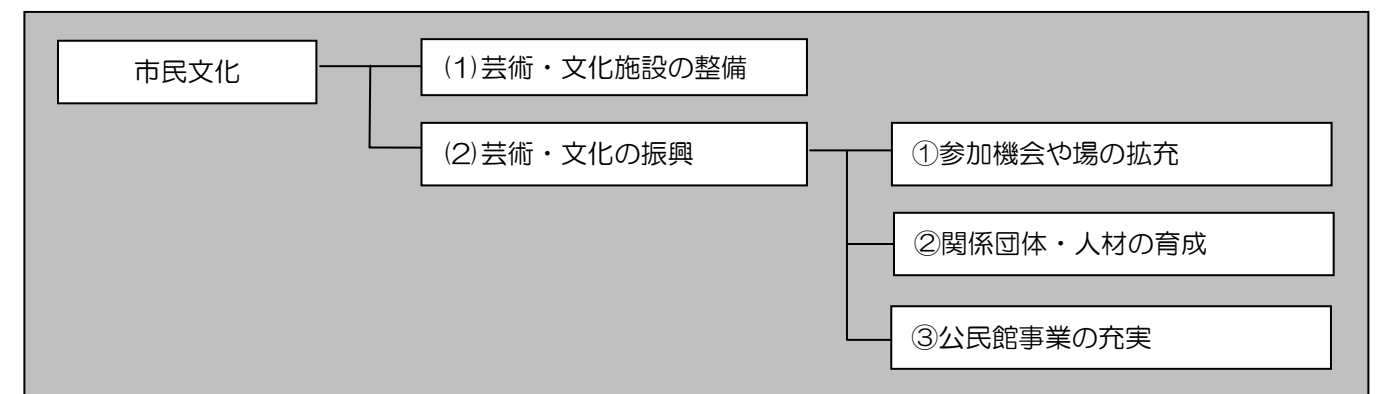 市民文化
(1)芸術・文化施設の整備
(2)芸術・文化の振興
①参加機会や場の拡充
②関係団体・人材の育成
③公民館事業の充実